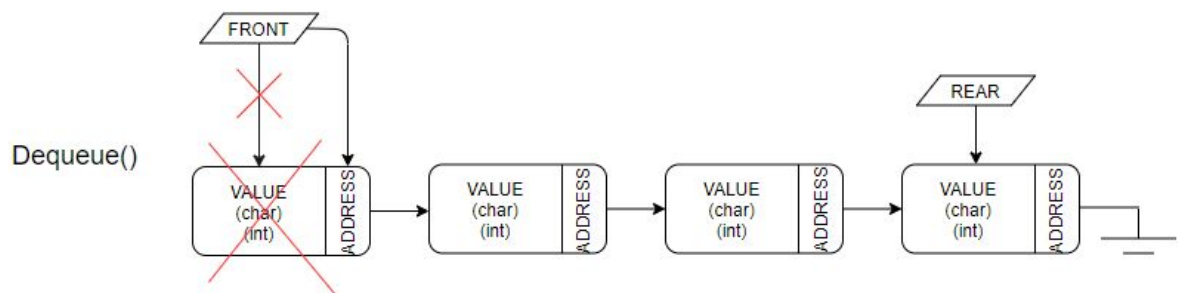 FRONT
REAR
Dequeue()
VALUE
(char)
(int)
ADDRESS
VALUE
(char)
(int)
ADDRESS
VALUE
(char)
(int)
ADDRESS
VALUE
(char)
(int)
ADDRESS